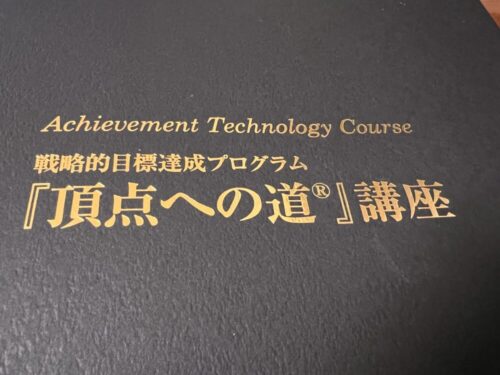 Achievement Technology Course
戦略的目標達成プログラム
『頂点への道®』講座